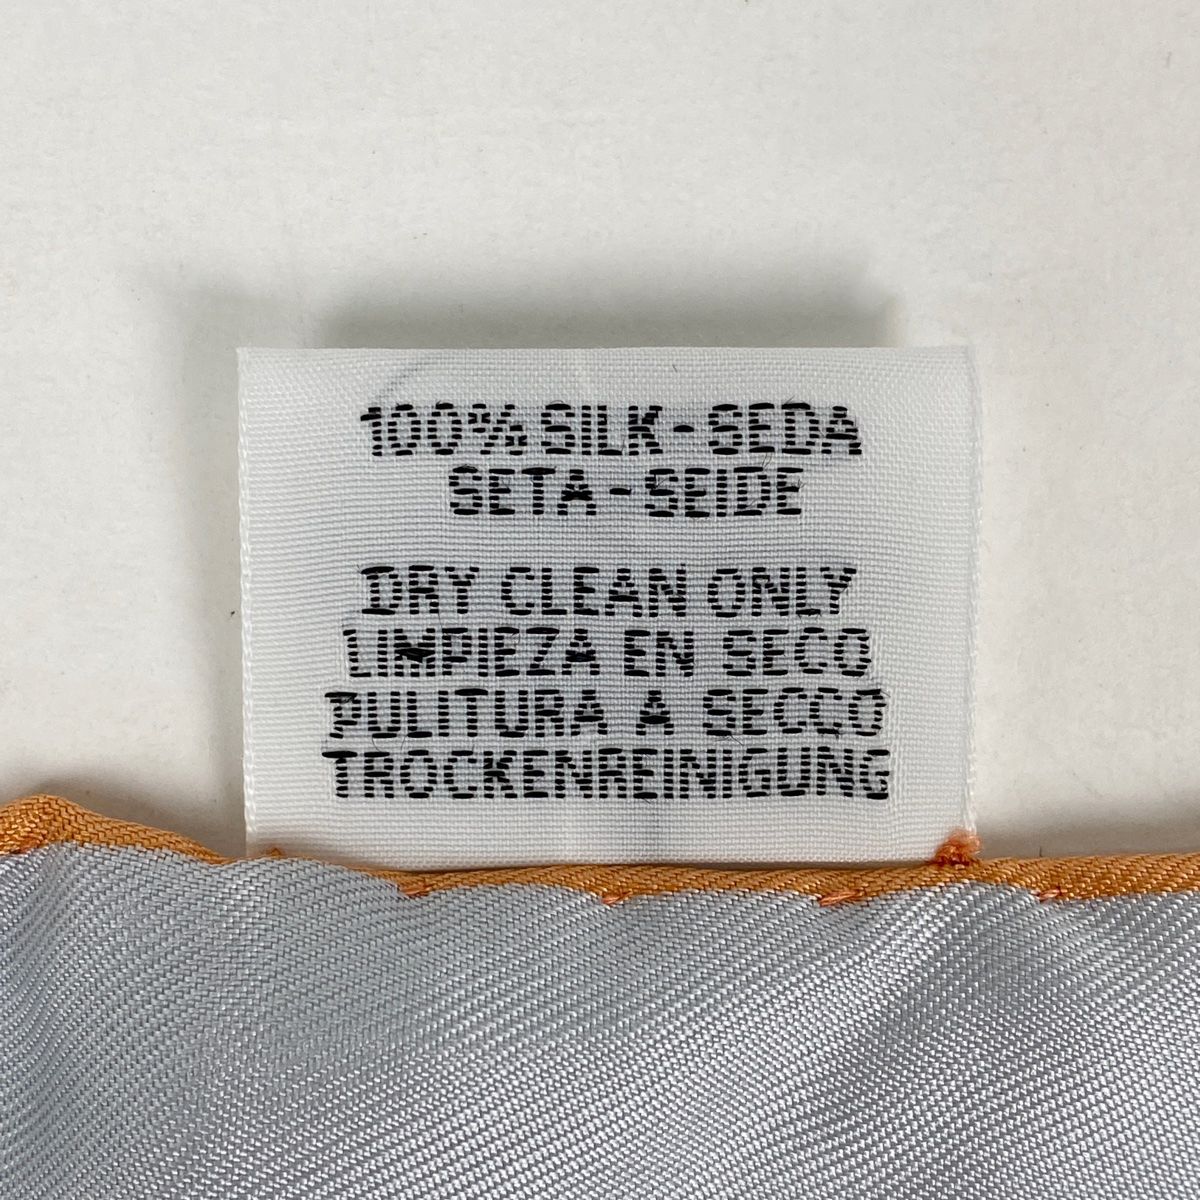 100% SILK-SEDA
SETA-SEIDE
DRY CLEAN ONLY
LIMPIEZA EN SECO
PULITURA A SECCO
TROCKENREINIGUNG